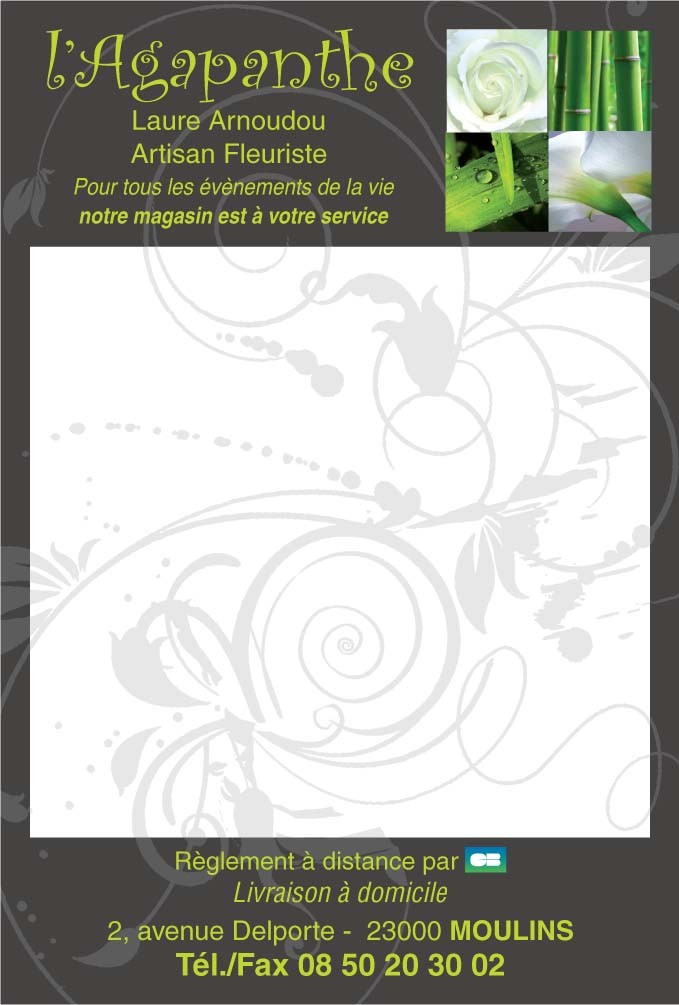 l'Agapanthe
Laure Arnoudou
Artisan Fleuriste
Pour tous les évènements de la vie
notre magasin est à votre service
Règlement à distance par CB
Livraison à domicile
2, avenue Delporte - 23000 MOULINS
Tél./Fax 08 50 20 30 02